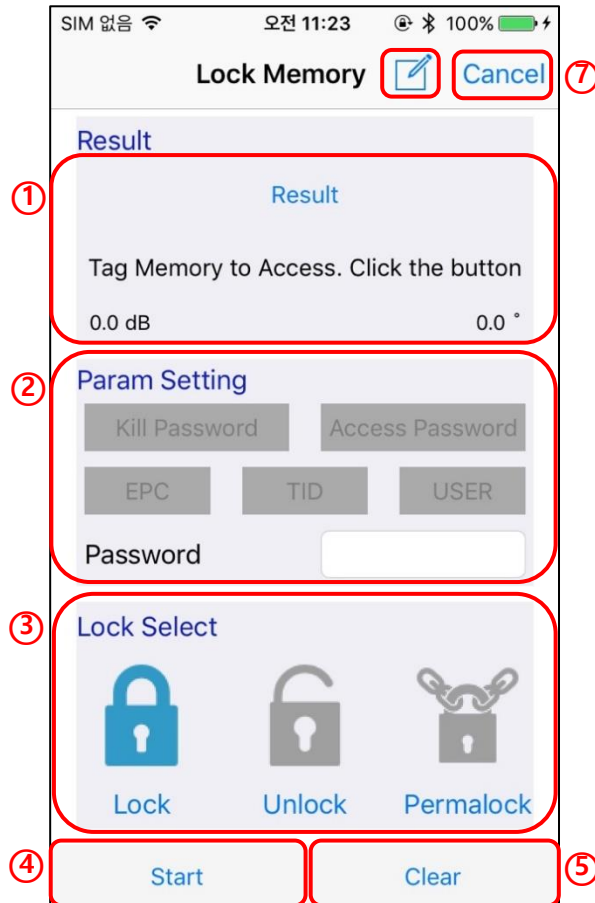 SIM 없음 오전 11:23 100%
Lock Memory Cancel ⑦
Result
① Result
Tag Memory to Access. Click the button
0.0 dB 0.0 °
② Param Setting
Kill Password Access Password
EPC TID USER
Password
③ Lock Select
Lock Unlock Permalock
④ Start Clear ⑤